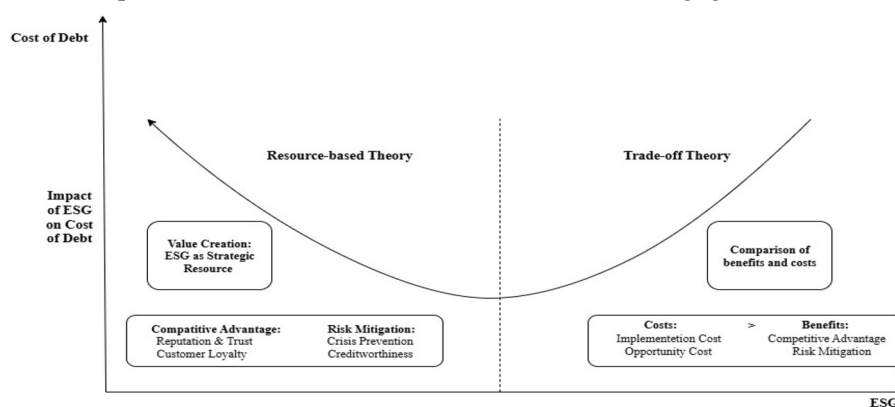 Cost of Debt
Resource-based Theory
Trade-off Theory
Impact
of ESG
on Cost
of Debt
Value Creation:
ESG as Strategic
Resource
Comparison of
benefits and costs
Compatitive Advantage:
Reputation & Trust
Customer Loyalty
Risk Mitigation:
Crisis Prevention
Creditworthiness
Costs:
Implemetetion Cost
Opportunity Cost
>
Benefits:
Competitive Advantage
Risk Mitigation
ESG